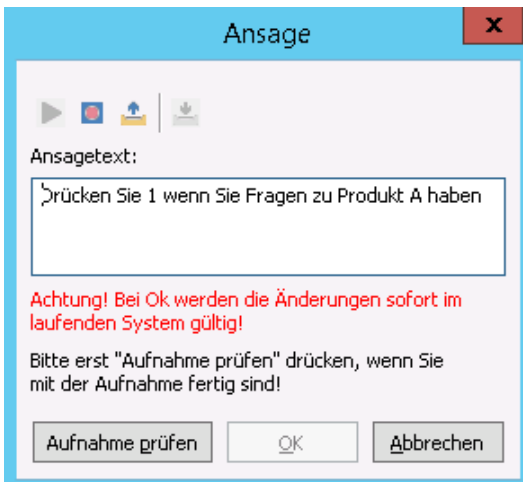 Ansage
x
Ansagetext:
Drücken Sie 1 wenn Sie Fragen zu Produkt A haben
Achtung! Bei Ok werden die Änderungen sofort im
laufenden System gültig!
Bitte erst "Aufnahme prüfen" drücken, wenn Sie
mit der Aufnahme fertig sind!
Aufnahme prüfen OK Abbrechen